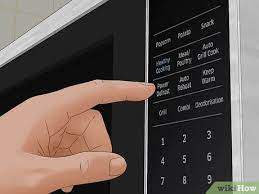 Popcorn Potato Snack
Healthy Cooking Meat/Poultry Auto Grill Cook
Power Defrost Auto Reheat Keep Warm
Grill Combi Deodorisation
1 2 3
4 5 6
7 8 9
wikiHow